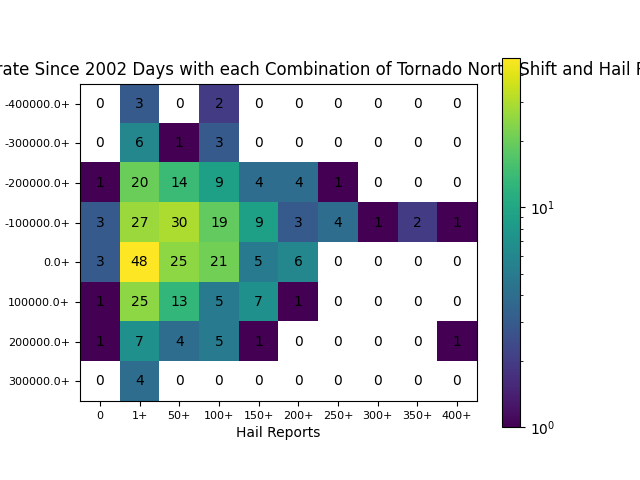 rate Since 2002 Days with each Combination of Tornado North Shift and Hail R
-400000.0+ 0 3 0 2 0 0 0 0 0 0
-300000.0+ 0 6 1 3 0 0 0 0 0 0
-200000.0+ 1 20 14 9 4 4 1 0 0 0
-100000.0+ 3 27 30 19 9 3 4 1 2 1
0.0+ 3 48 25 21 5 6 0 0 0 0
100000.0+ 1 25 13 5 7 1 0 0 0 0
200000.0+ 1 7 4 5 1 0 0 0 0 1
300000.0+ 0 4 0 0 0 0 0 0 0 0
0 1+ 50+ 100+ 150+ 200+ 250+ 300+ 350+ 400+
Hail Reports
10¹
10⁰